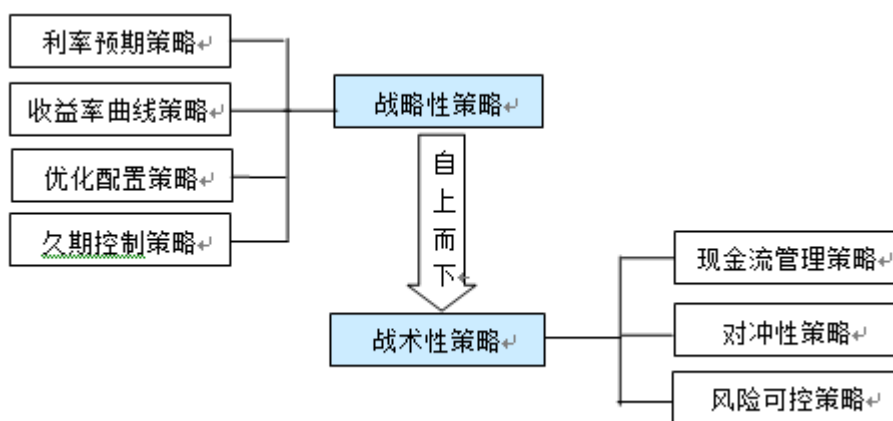 利率预期策略
收益率曲线策略
优化配置策略
久期控制策略
战略性策略
自
上
而
下
战术性策略
现金流管理策略
对冲性策略
风险可控策略